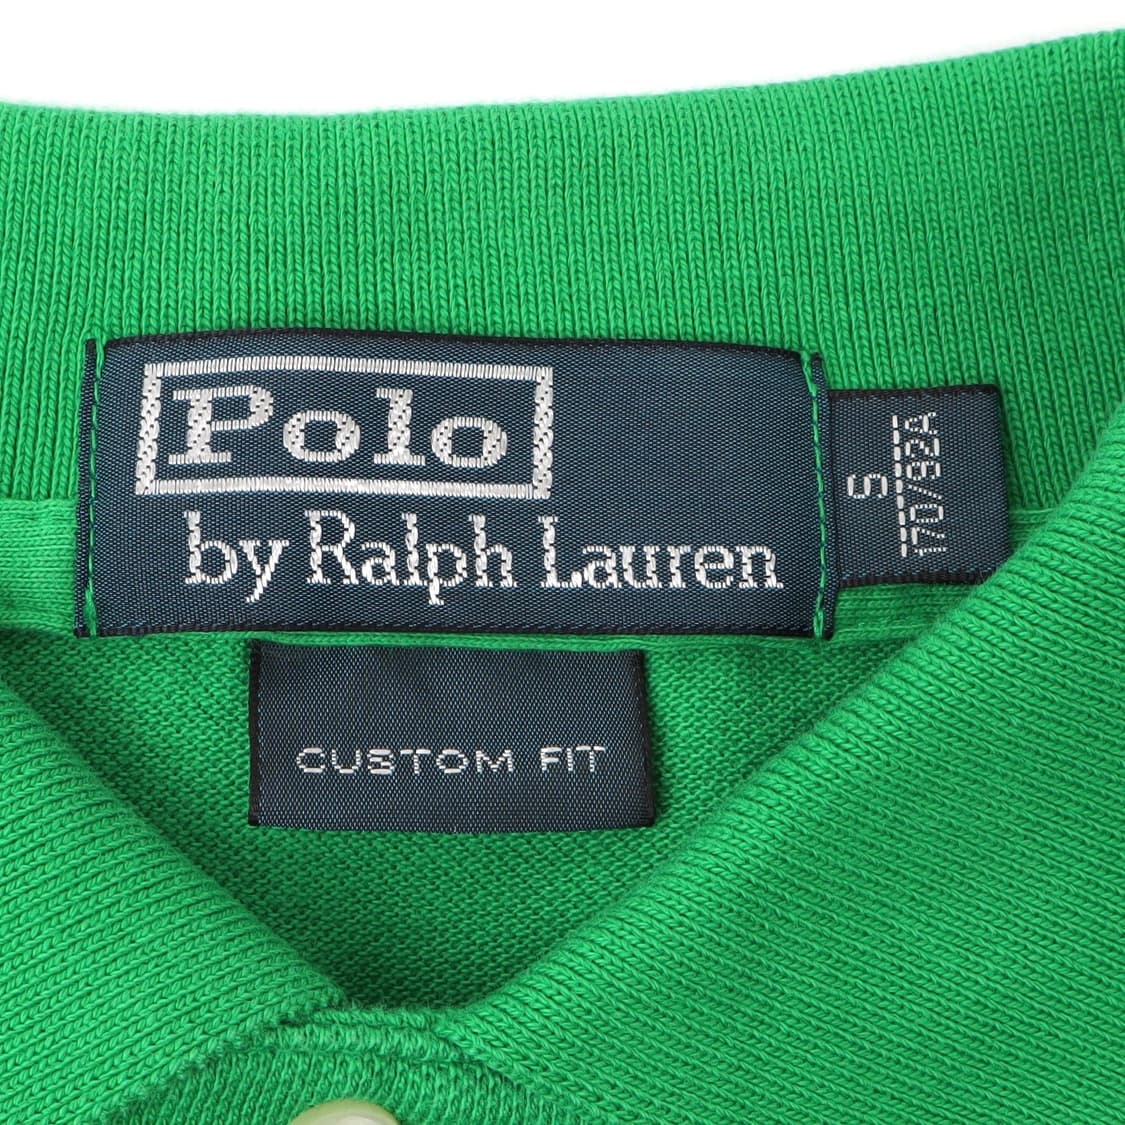 Polo
by Ralph Lauren
S
170/92A
CUSTOM FIT